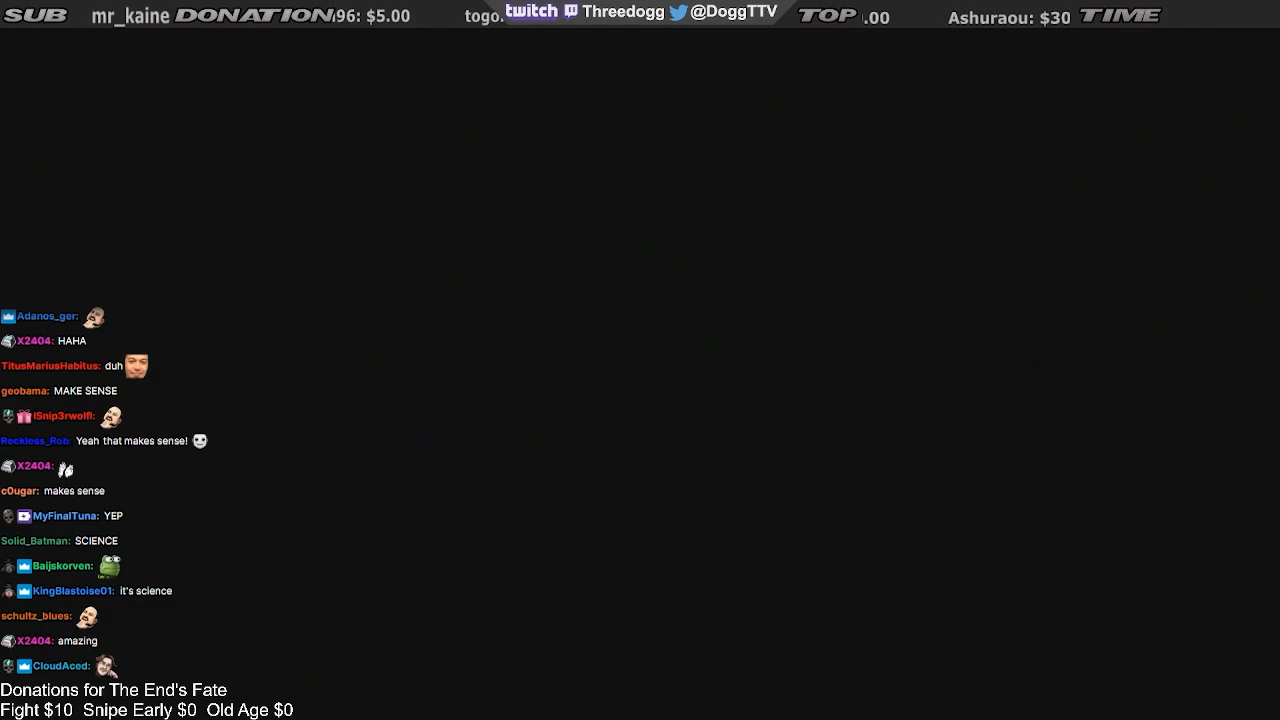 SUB mr_kaine DONATION 96: $5.00 togo. twitch Threedogg @DoggTTV TOP .00 Ashuraou: $30 TIME
Adanos_ger:
X2404: HAHA
TitusMariusHabitus: duh
geobama: MAKE SENSE
ISnip3rwolfI:
Reckless_Rob: Yeah that makes sense!
X2404:
c0ugar: makes sense
MyFinalTuna: YEP
Solid_Batman: SCIENCE
Baijskorven:
KingBlastoise01: it's science
schultz_blues:
X2404: amazing
CloudAced:
Donations for The End's Fate
Fight $10 Snipe Early $0 Old Age $0